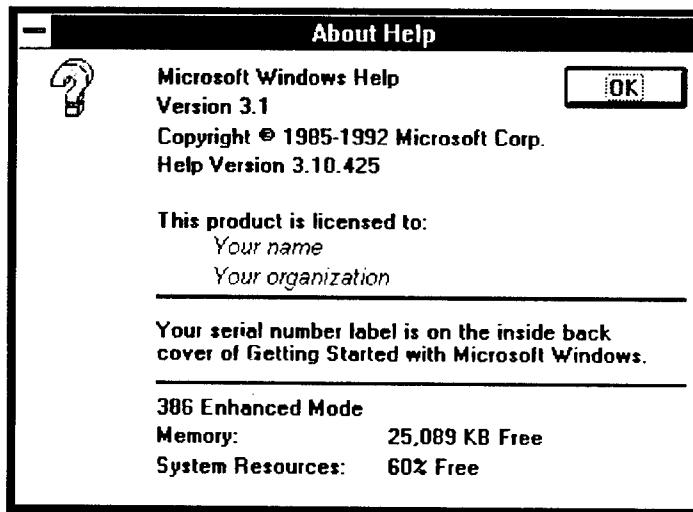 About Help
Microsoft Windows Help
OK
Version 3.1
Copyright © 1985-1992 Microsoft Corp.
Help Version 3.10.425
This product is licensed to:
Your name
Your organization
Your serial number label is on the inside back
cover of Getting Started with Microsoft Windows.
386 Enhanced Mode
Memory: 25,089 KB Free
System Resources: 60% Free